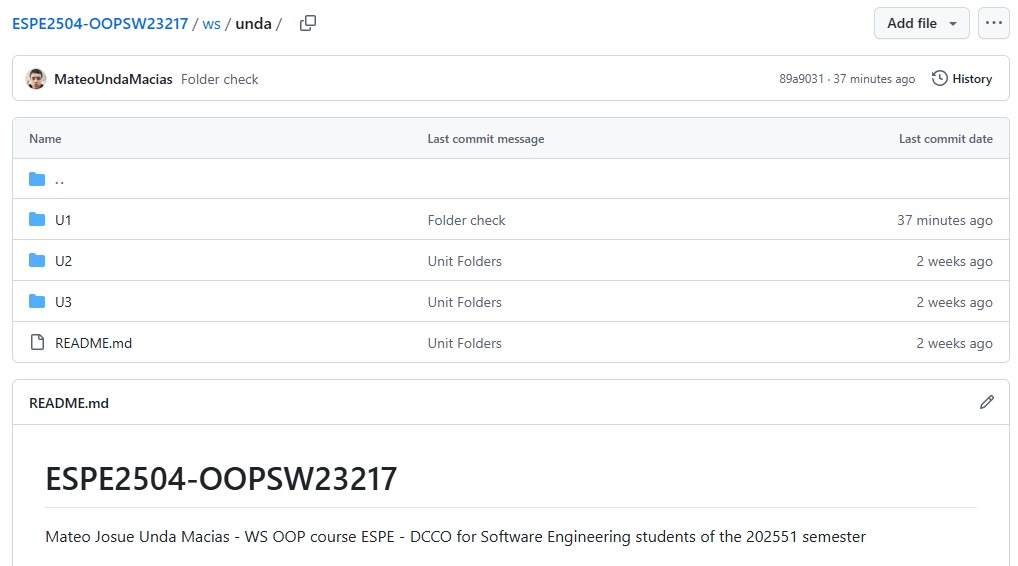 ESPE2504-OOPSW23217 / ws / unda /
Add file
MateoUndaMacias Folder check
89a9031 · 37 minutes ago History
Name Last commit message Last commit date
..
U1 Folder check 37 minutes ago
U2 Unit Folders 2 weeks ago
U3 Unit Folders 2 weeks ago
README.md Unit Folders 2 weeks ago
README.md
ESPE2504-OOPSW23217
Mateo Josue Unda Macias - WS OOP course ESPE - DCCO for Software Engineering students of the 202551 semester